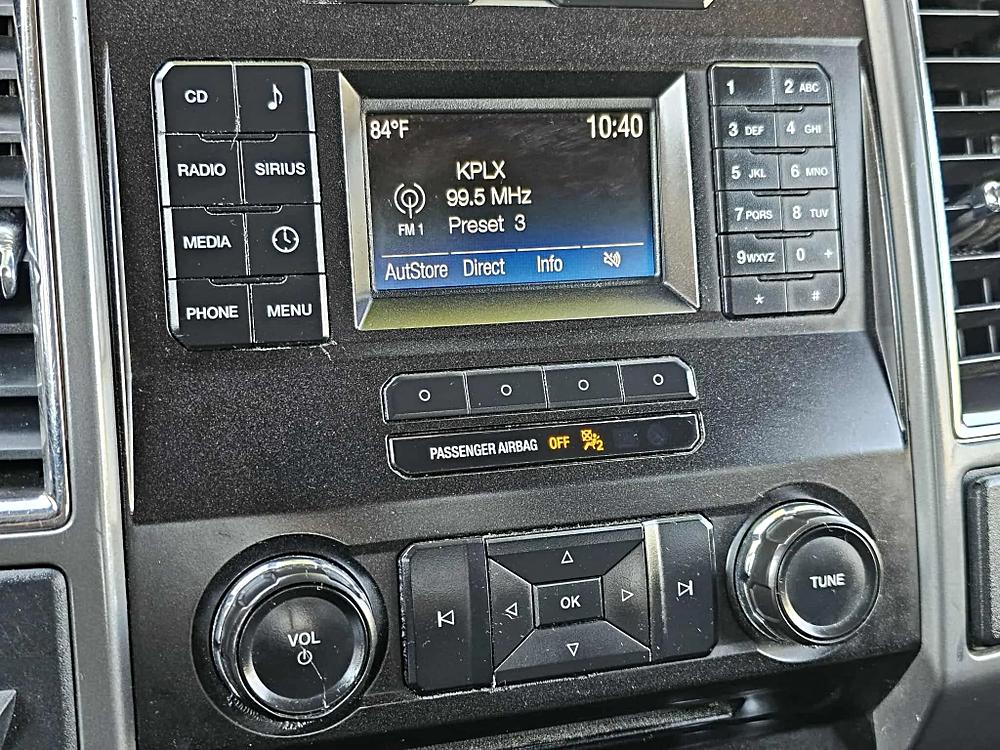 CD
RADIO SIRIUS
MEDIA
PHONE MENU
84°F 10:40
KPLX
99.5 MHz
FM 1
Preset 3
AutStore Direct Info
1 2 ABC
3 DEF 4 GHI
5 JKL 6 MNO
7 PQRS 8 TUV
9 WXYZ 0 +
* #
PASSENGER AIRBAG OFF 2
VOL
OK
TUNE